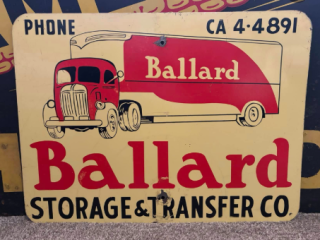 PHONE CA 4-4891
Ballard
Ballard
STORAGE & TRANSFER CO.